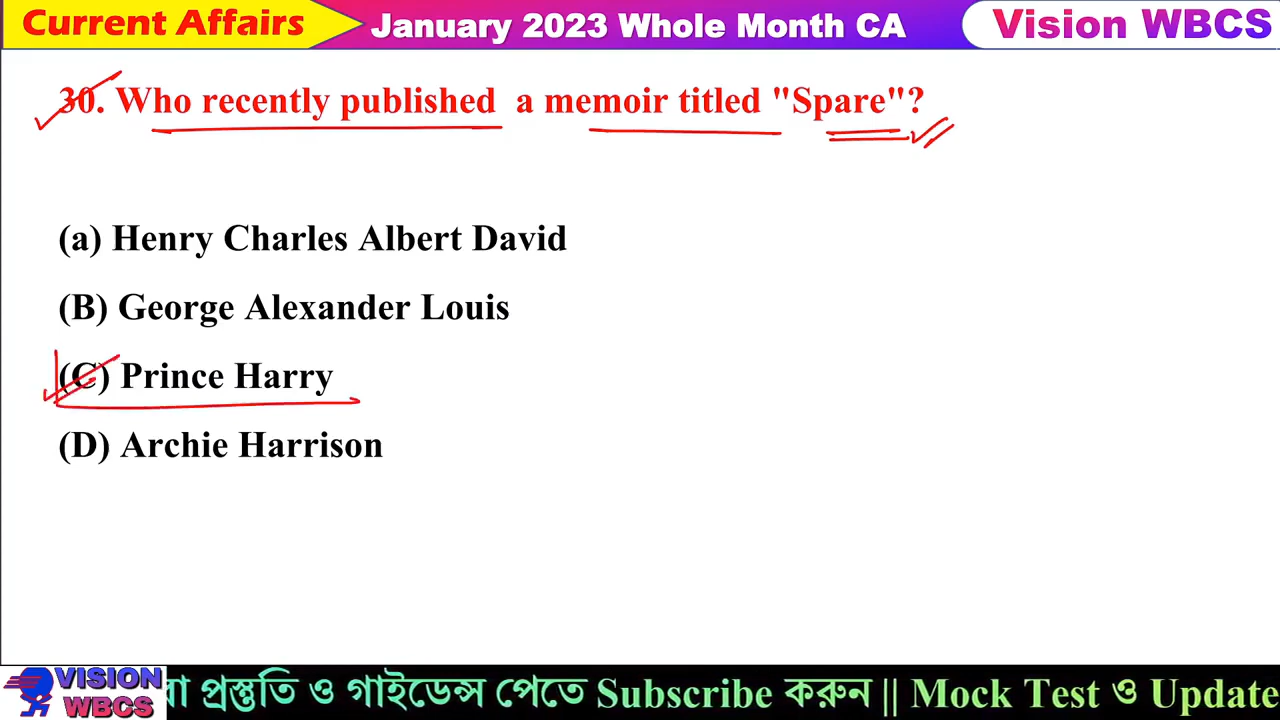 Current Affairs
January 2023 Whole Month CA
Vision WBCS
30. Who recently published a memoir titled "Spare"?
(a) Henry Charles Albert David
(B) George Alexander Louis
(C) Prince Harry
(D) Archie Harrison
VISION
WBCS
প্রস্তুতি ও গাইডেন্স পেতে Subscribe করুন || Mock Test ও Update